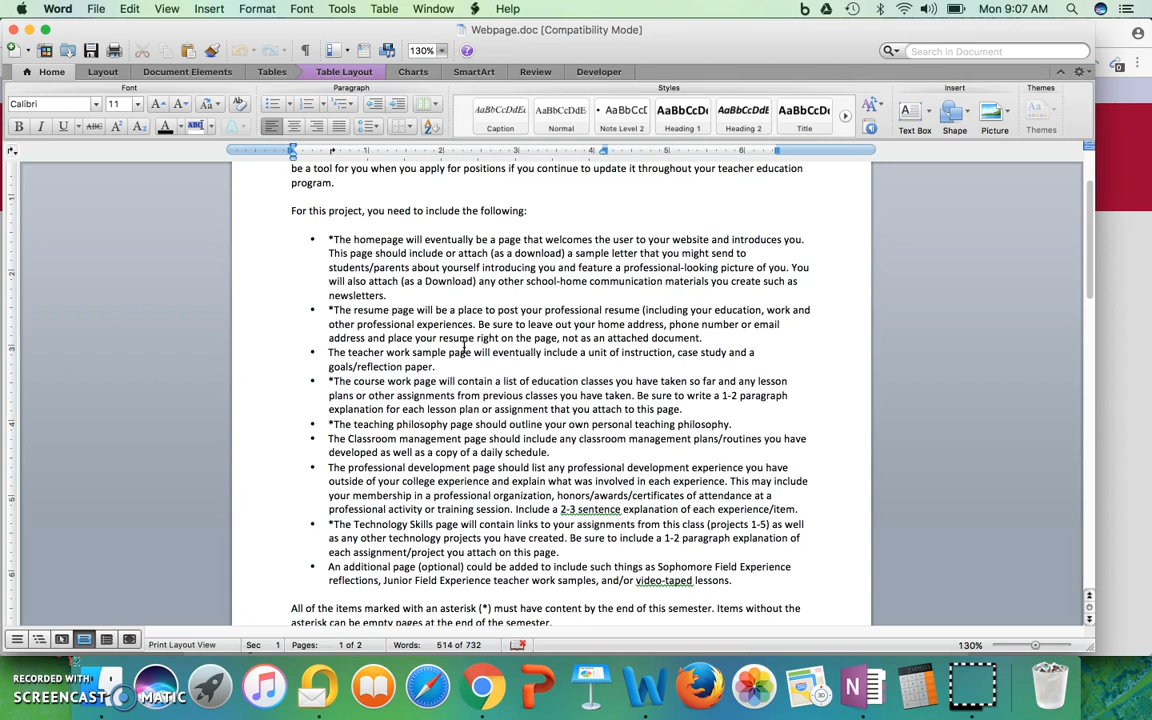 Word File Edit View Insert Format Font Tools Table Window Help Mon 9:07 AM
Webpage.doc [Compatibility Mode]
130% Search in Document
Home Layout Document Elements Tables Table Layout Charts SmartArt Review Developer
Font Paragraph Styles Insert Themes
Calibri 11
AaBbCcDdEe AaBbCcDdE • AaBbCcD AaBbCcD AaBbCcDdE AaBbCcD
B I U ABC Caption Normal Note Level 2 Heading 1 Heading 2 Title Text Box Shape Picture Themes
be a tool for you when you apply for positions if you continue to update it throughout your teacher education
program.
For this project, you need to include the following:
• *The homepage will eventually be a page that welcomes the user to your website and introduces you.
This page should include or attach (as a download) a sample letter that you might send to
students/parents about yourself introducing you and feature a professional-looking picture of you. You
will also attach (as a Download) any other school-home communication materials you create such as
newsletters.
• *The resume page will be a place to post your professional resume (including your education, work and
other professional experiences. Be sure to leave out your home address, phone number or email
address and place your resume right on the page, not as an attached document.
• The teacher work sample page will eventually include a unit of instruction, case study and a
goals/reflection paper.
• *The course work page will contain a list of education classes you have taken so far and any lesson
plans or other assignments from previous classes you have taken. Be sure to write a 1-2 paragraph
explanation for each lesson plan or assignment that you attach to this page.
• *The teaching philosophy page should outline your own personal teaching philosophy.
• The Classroom management page should include any classroom management plans/routines you have
developed as well as a copy of a daily schedule.
• The professional development page should list any professional development experience you have
outside of your college experience and explain what was involved in each experience. This may include
your membership in a professional organization, honors/awards/certificates of attendance at a
professional activity or training session. Include a 2-3 sentence explanation of each experience/item.
• *The Technology Skills page will contain links to your assignments from this class (projects 1-5) as well
as any other technology projects you have created. Be sure to include a 1-2 paragraph explanation of
each assignment/project you attach on this page.
• An additional page (optional) could be added to include such things as Sophomore Field Experience
reflections, Junior Field Experience teacher work samples, and/or video-taped lessons.
All of the items marked with an asterisk (*) must have content by the end of this semester. Items without the
asterisk can be empty pages at the end of the semester.
Print Layout View Sec 1 Pages: 1 of 2 Words: 514 of 732 130%
RECORDED WITH
SCREENCAST MATIC